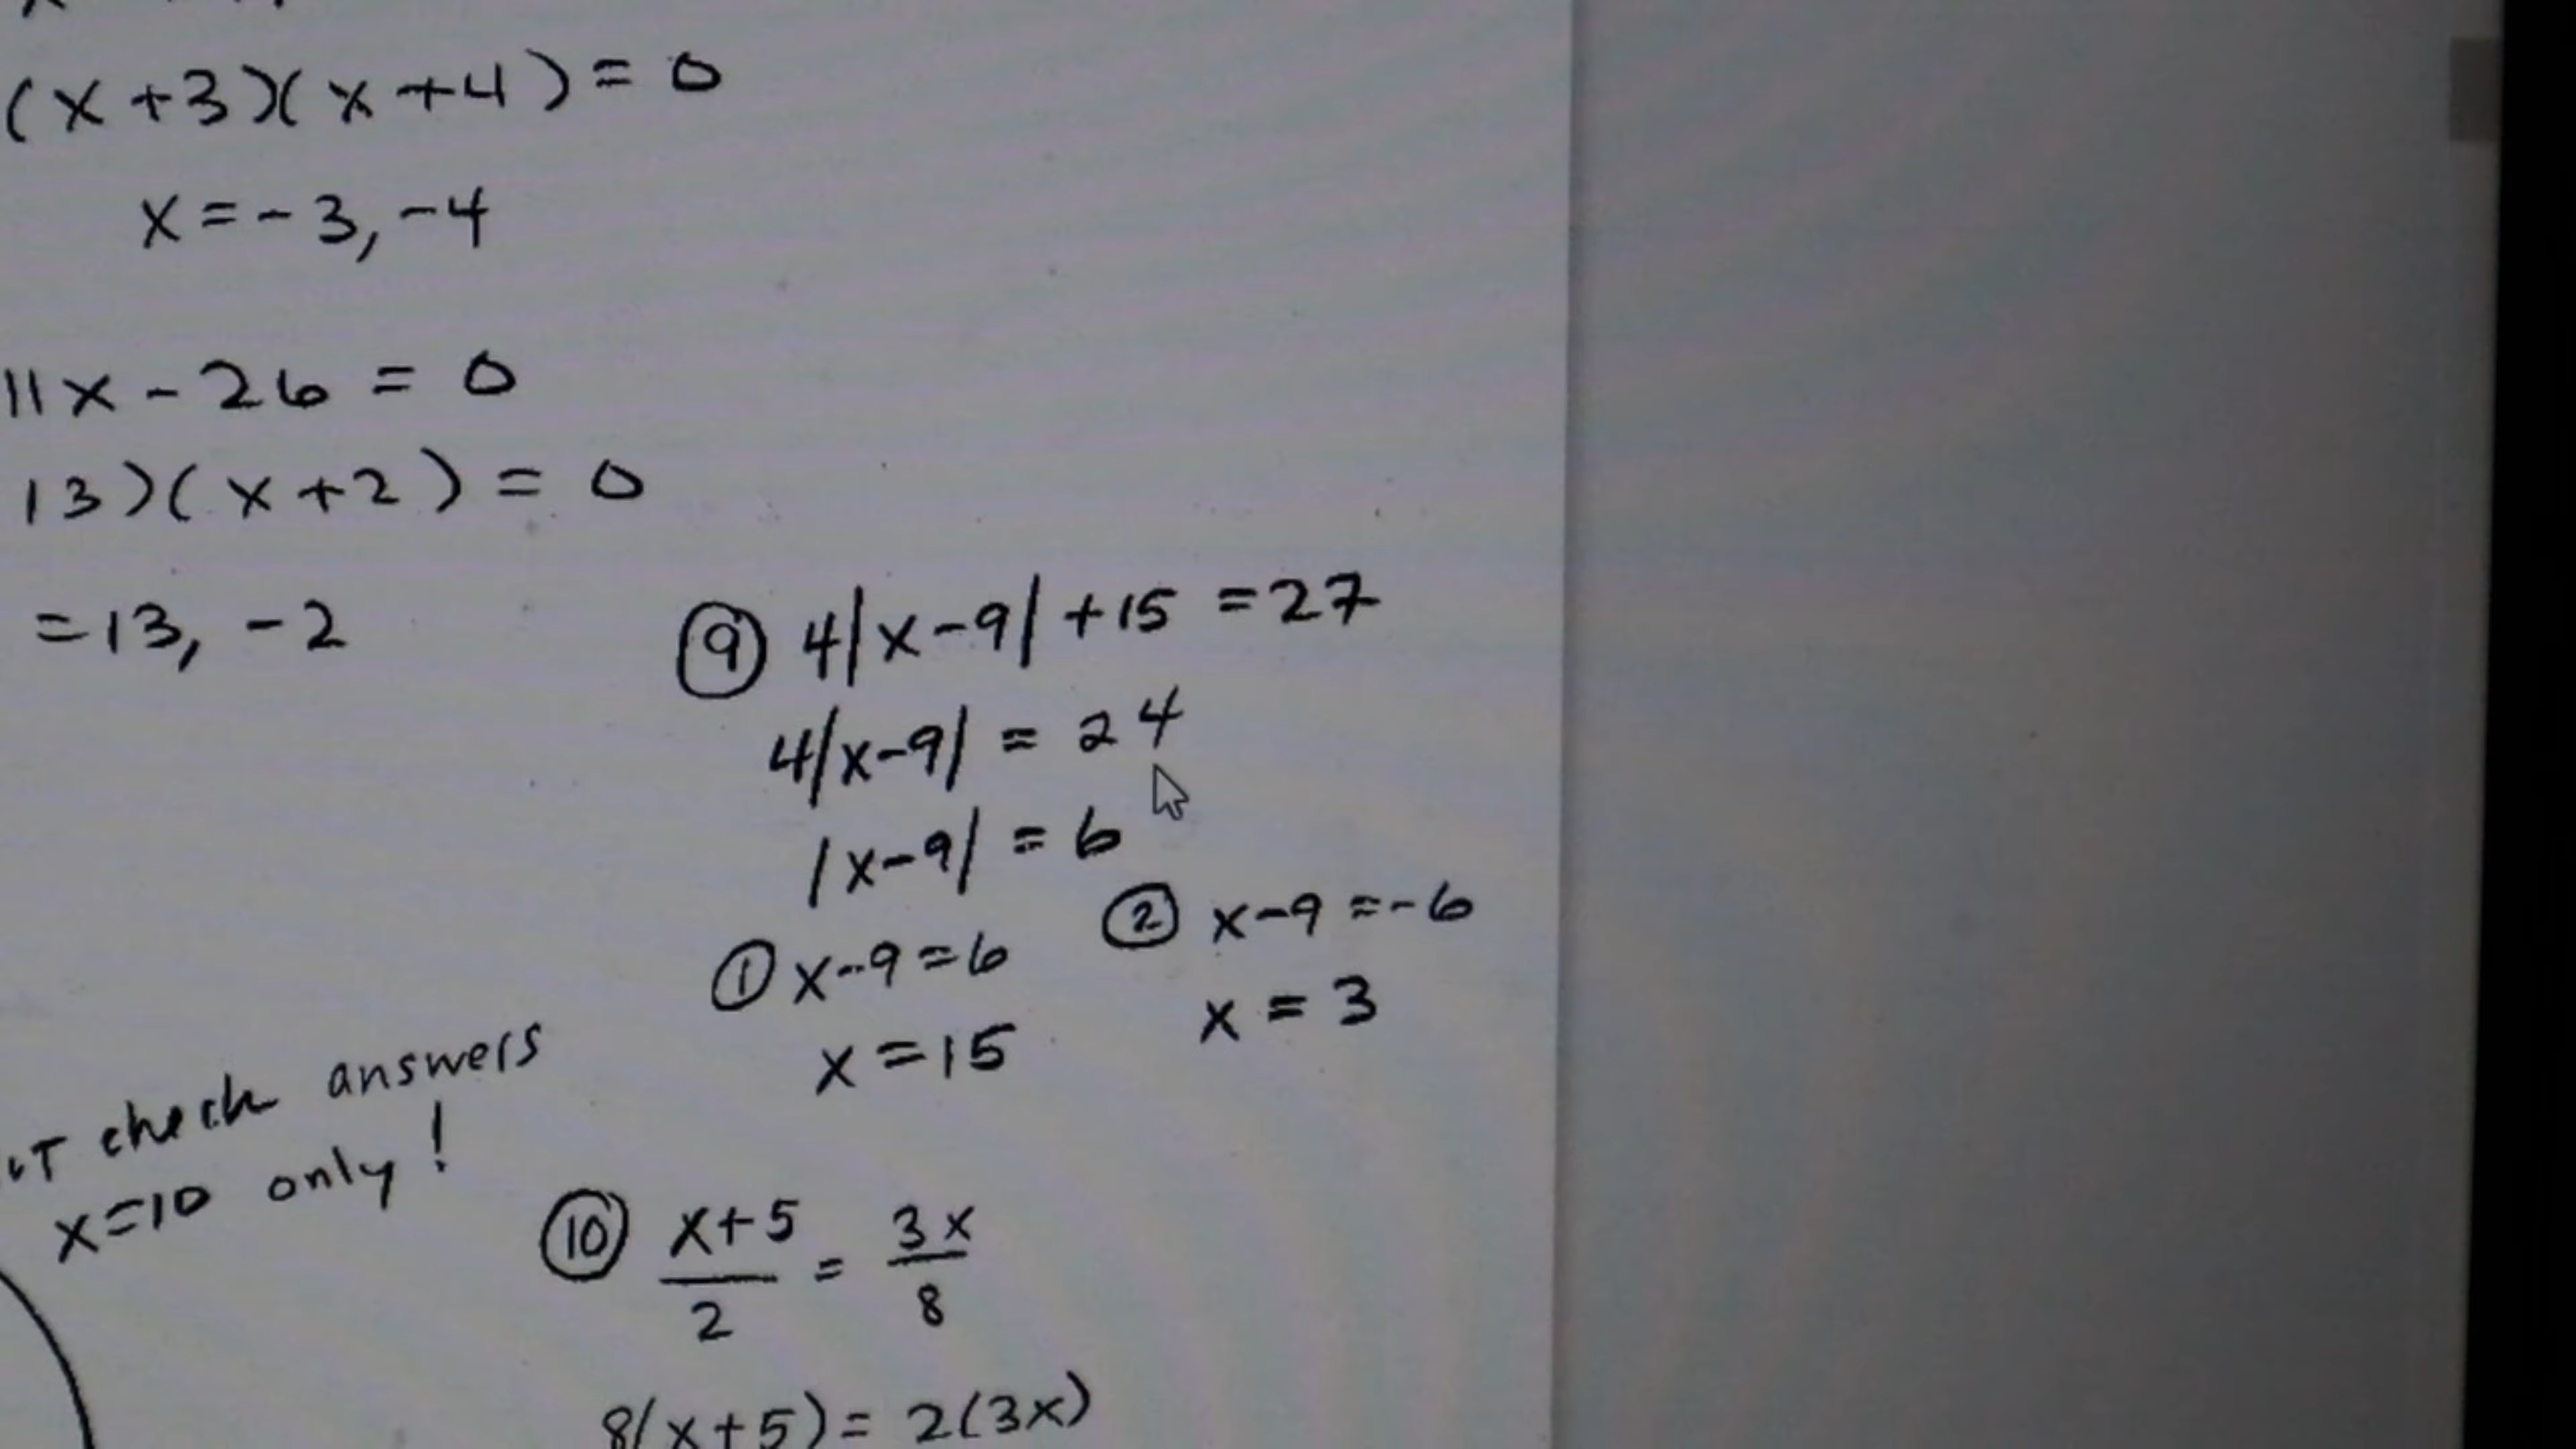 (x+3)(x+4)=0
x=-3,-4
11x-26=0
13)(x+2)=0
=13,-2
⑨ 4|x-9|+15=27
4|x-9|=24
|x-9|=6
① x-9=6
x=15
② x-9=-6
x=3
check answers
x=10 only!
⑩ x+5/2 = 3x/8
8(x+5)=2(3x)